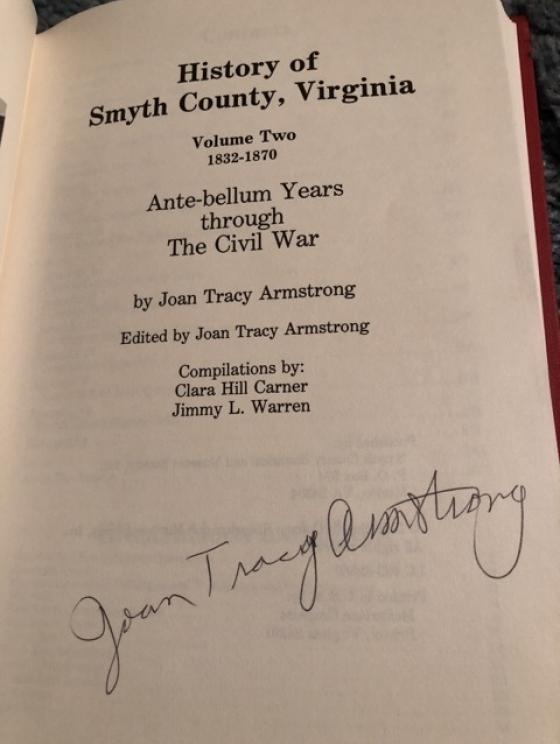 History of
Smyth County, Virginia
Volume Two
1832-1870
Ante-bellum Years
through
The Civil War
by Joan Tracy Armstrong
Edited by Joan Tracy Armstrong
Compilations by:
Clara Hill Carner
Jimmy L. Warren
Joan Tracy Armstrong